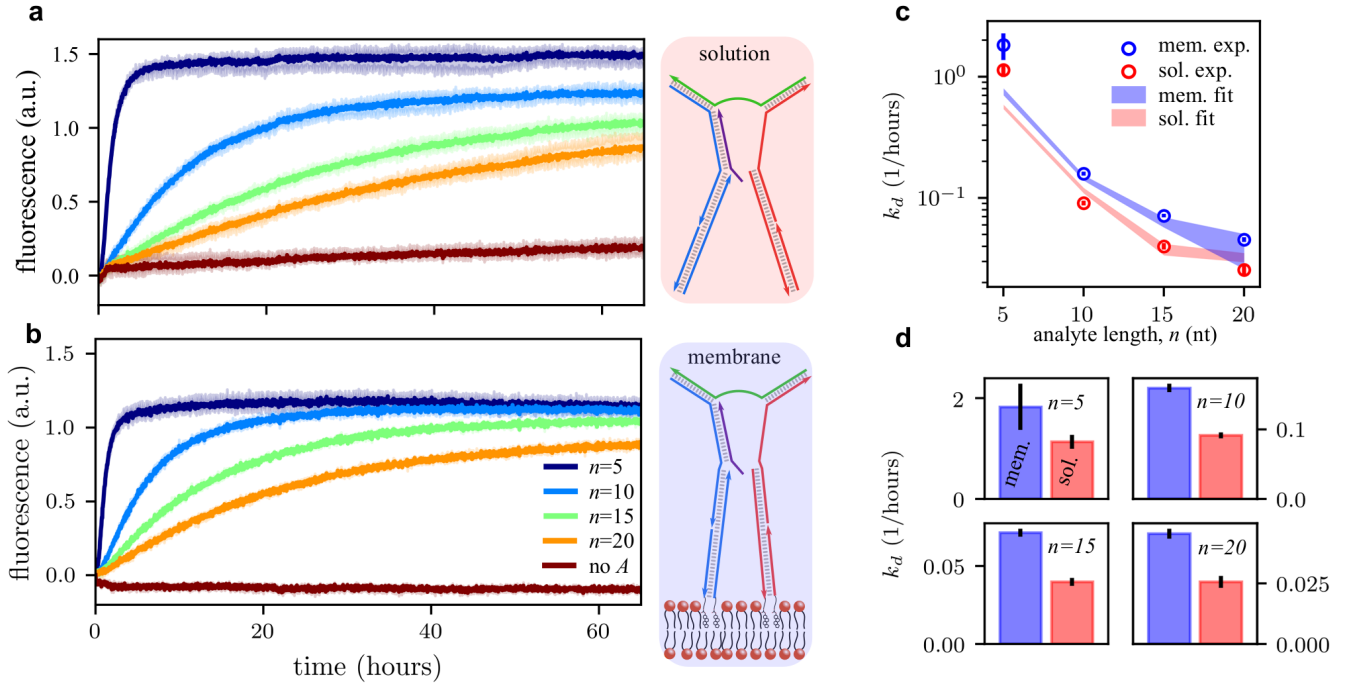 a
fluorescence (a.u.)
1.5
1.0
0.5
0.0
solution
b
fluorescence (a.u.)
1.5
1.0
0.5
0.0
n=5
n=10
n=15
n=20
no A
0
20
40
60
time (hours)
membrane
c
k_d (1/hours)
10^0
10^−1
mem. exp.
sol. exp.
mem. fit
sol. fit
5
10
15
20
analyte length, n (nt)
d
k_d (1/hours)
2
0
n=5
mem.
sol.
n=10
0.1
0.0
0.05
0.00
n=15
n=20
0.025
0.000